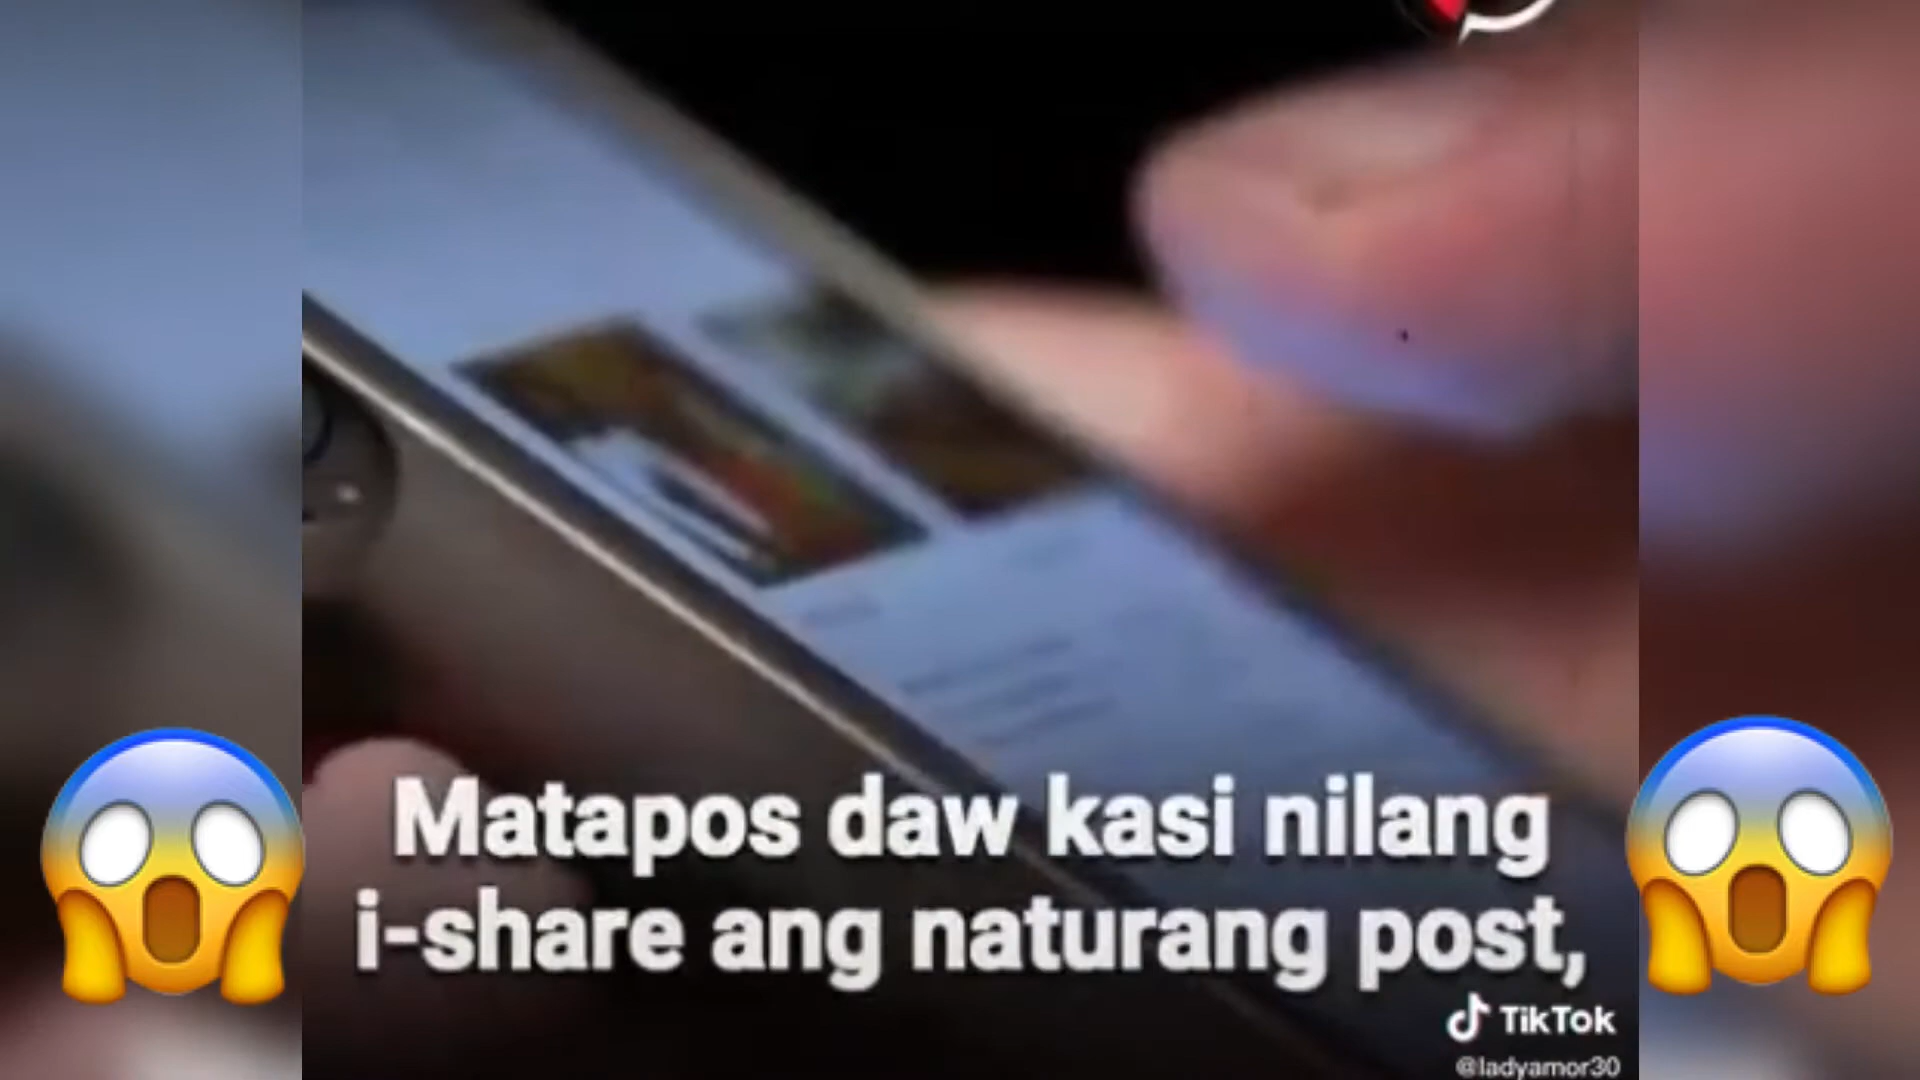 Matapos daw kasi nilang
i-share ang naturang post,
TikTok
@ladyamor30